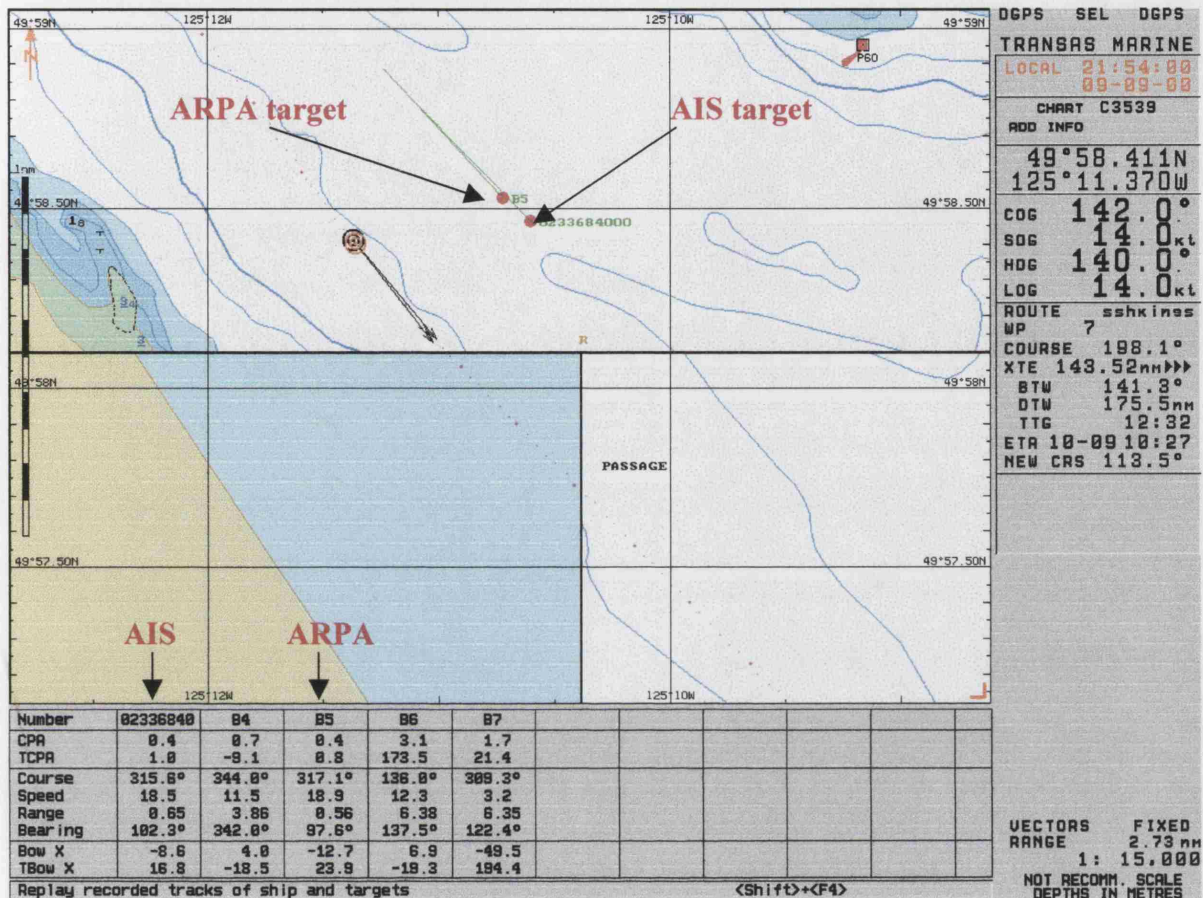 49°59N
125°12W
125°10W
49°59N
N
P60
ARPA target
AIS target
1nm
B5
49°58.50N
49°58.50N
0233684000
1₈
9₄
R
49°58N
49°58N
PASSAGE
49°57.50N
49°57.50N
AIS
ARPA
125°12W
125°10W
DGPS SEL DGPS
TRANSAS MARINE
LOCAL 21:54:00
09-09-00
CHART C3539
ADD INFO
49°58.411N
125°11.370W
COG 142.0°
SOG 14.0kt
HDG 140.0°
LOG 14.0kt
ROUTE sshkings
WP 7
COURSE 198.1°
XTE 143.52nm▶▶▶
BTW 141.3°
DTW 175.5nm
TTG 12:32
ETA 10-09 10:27
NEW CRS 113.5°
VECTORS FIXED
RANGE 2.73 nm
1: 15,000
NOT RECOMM. SCALE
DEPTHS IN METRES
Number 02336840 B4 B5 B6 B7
CPA 0.4 0.7 0.4 3.1 1.7
TCPA 1.0 -9.1 0.8 173.5 21.4
Course 315.6° 344.0° 317.1° 136.0° 309.3°
Speed 18.5 11.5 18.9 12.3 3.2
Range 0.65 3.86 0.56 6.38 6.35
Bearing 102.3° 342.0° 97.6° 137.5° 122.4°
Bow X -8.6 4.0 -12.7 6.9 -49.5
TBow X 16.8 -18.5 23.9 -19.3 194.4
Replay recorded tracks of ship and targets <Shift>+<F4>